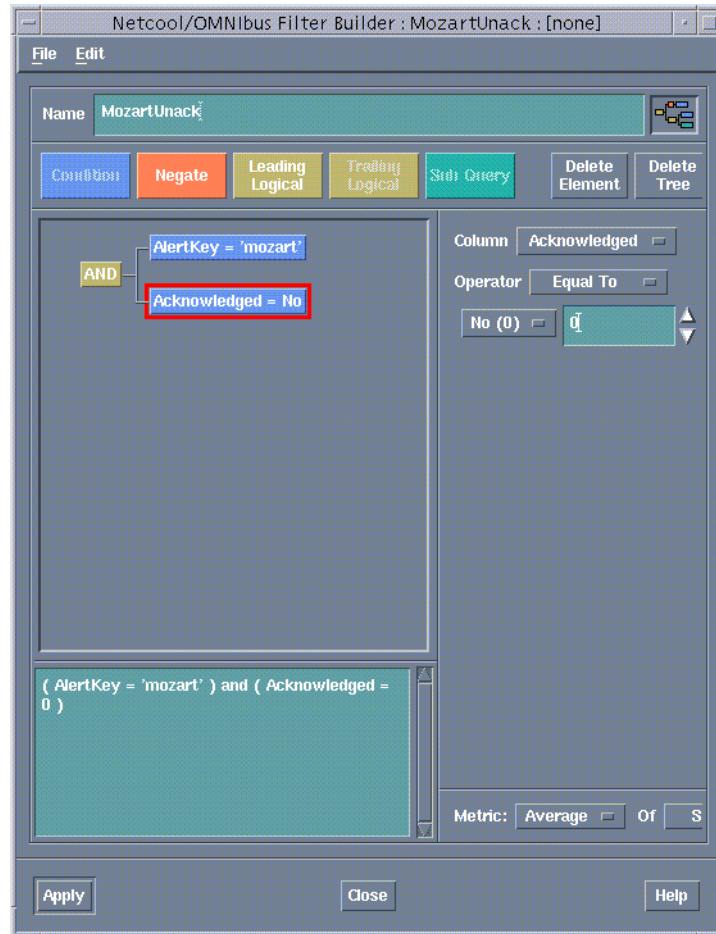 Netcool/OMNIbus Filter Builder : MozartUnack : [none]
File Edit
Name MozartUnack
Condition Negate Leading Logical Trailing Logical Sub Query Delete Element Delete Tree
AND
AlertKey = 'mozart'
Acknowledged = No
Column Acknowledged
Operator Equal To
No (0) 0
( AlertKey = 'mozart' ) and ( Acknowledged =
0 )
Metric: Average Of S
Apply Close Help